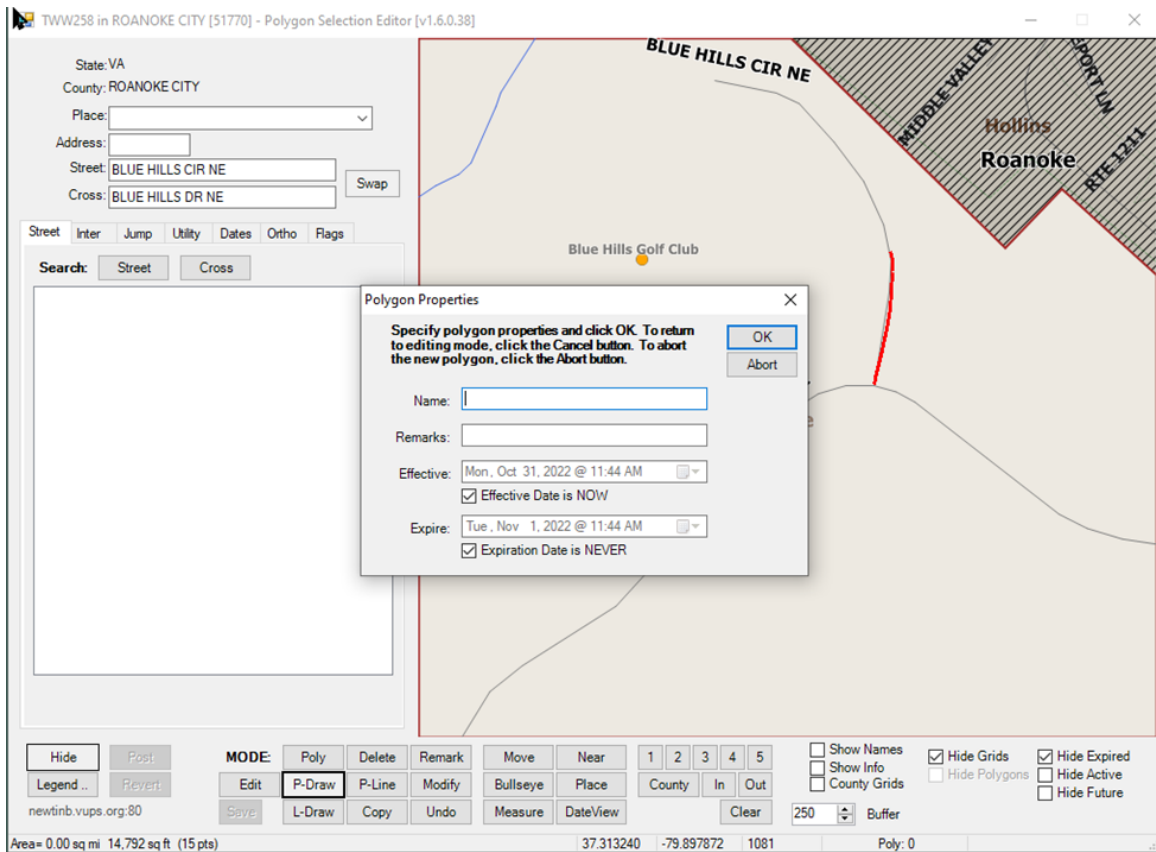 TWW258 in ROANOKE CITY [51770] - Polygon Selection Editor [v1.6.0.38]
State: VA
County: ROANOKE CITY
Place:
Address:
Street: BLUE HILLS CIR NE
Cross: BLUE HILLS DR NE
Swap
Street Inter Jump Utility Dates Ortho Flags
Search: Street Cross
BLUE HILLS CIR NE
MIDDLE VALLEY
EPORT LN
Hollins
Roanoke
RTE 1211
Blue Hills Golf Club
Polygon Properties
Specify polygon properties and click OK. To return
to editing mode, click the Cancel button. To abort
the new polygon, click the Abort button.
OK
Abort
Name:
Remarks:
Effective: Mon, Oct 31, 2022 @ 11:44 AM
Effective Date is NOW
Expire: Tue, Nov 1, 2022 @ 11:44 AM
Expiration Date is NEVER
Hide Post MODE: Poly Delete Remark Move Near 1 2 3 4 5
Legend .. Revert Edit P-Draw P-Line Modify Bullseye Place County In Out
newtinb.vups.org:80 Save L-Draw Copy Undo Measure DateView Clear
Show Names
Show Info
County Grids
Hide Grids
Hide Polygons
Hide Expired
Hide Active
Hide Future
250 Buffer
Area= 0.00 sq mi 14,792 sq ft (15 pts) 37.313240 -79.897872 1081 Poly: 0